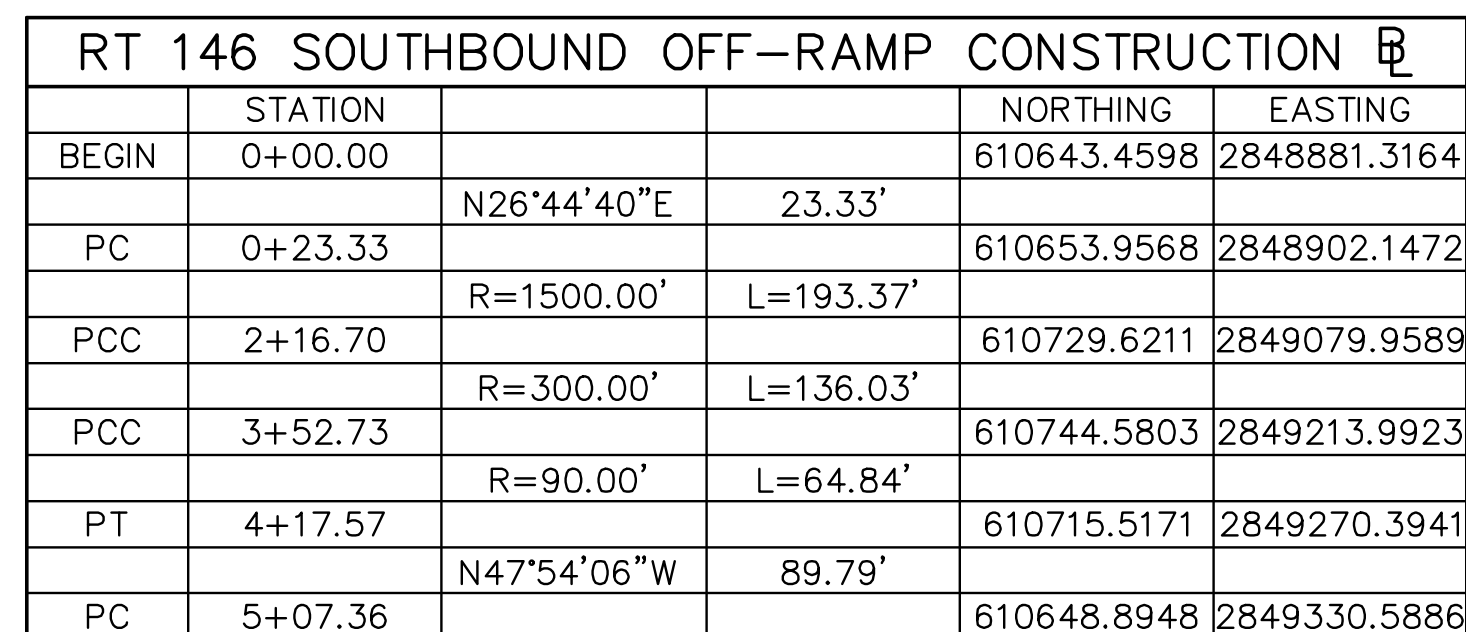 RT 146 SOUTHBOUND OFF-RAMP CONSTRUCTION BL
STATION NORTHING EASTING
BEGIN 0+00.00 610643.4598 2848881.3164
N26°44'40"E 23.33'
PC 0+23.33 610653.9568 2848902.1472
R=1500.00' L=193.37'
PCC 2+16.70 610729.6211 2849079.9589
R=300.00' L=136.03'
PCC 3+52.73 610744.5803 2849213.9923
R=90.00' L=64.84'
PT 4+17.57 610715.5171 2849270.3941
N47°54'06"W 89.79'
PC 5+07.36 610648.8948 2849330.5886